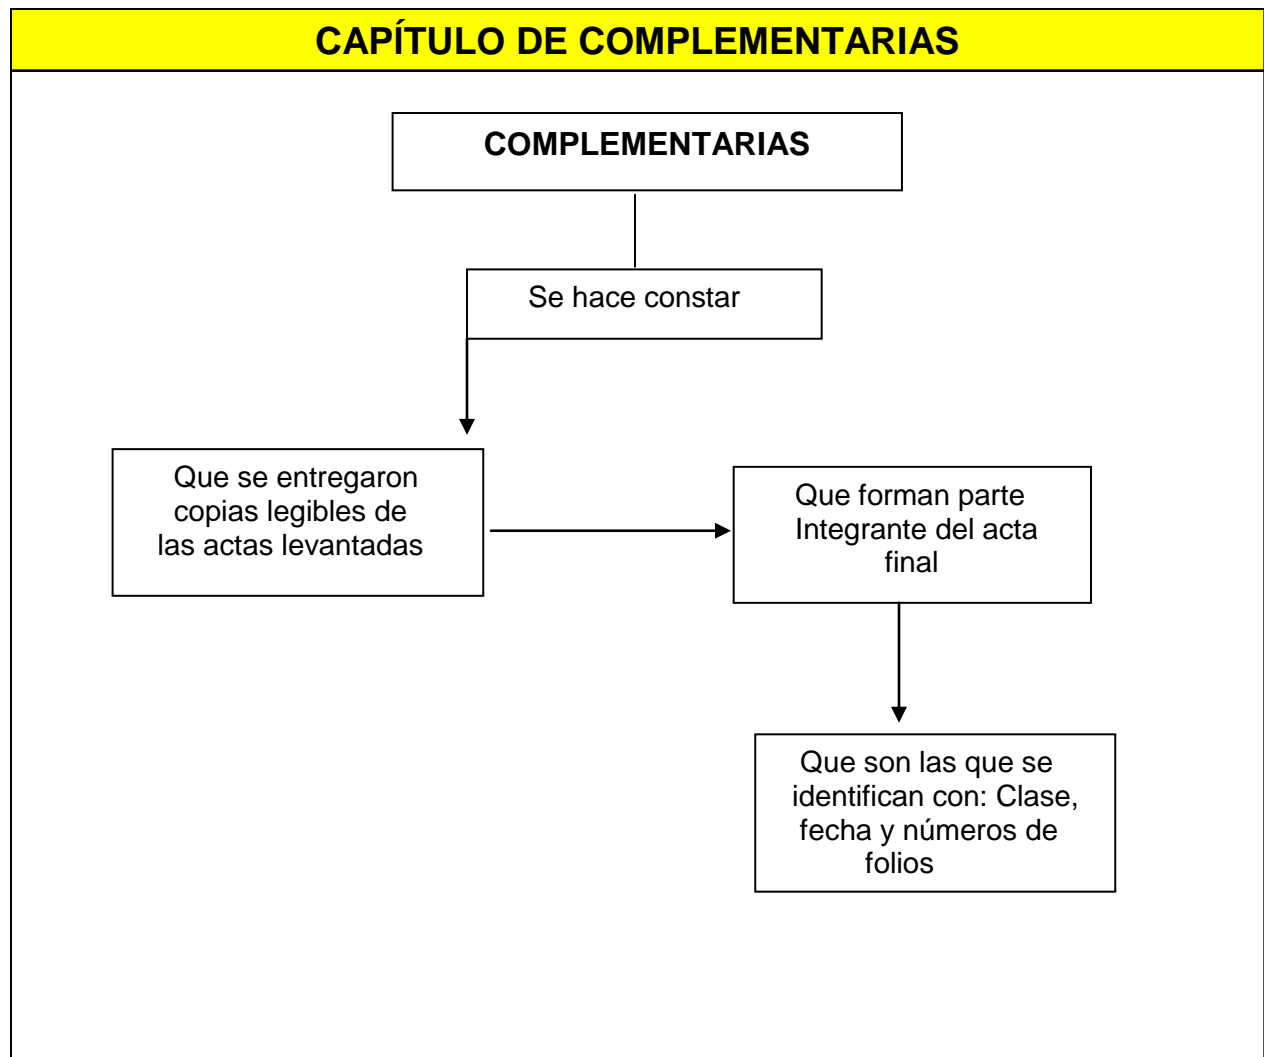 CAPÍTULO DE COMPLEMENTARIAS
COMPLEMENTARIAS
Se hace constar
Que se entregaron
copias legibles de
las actas levantadas
Que forman parte
Integrante del acta
final
Que son las que se
identifican con: Clase,
fecha y números de
folios